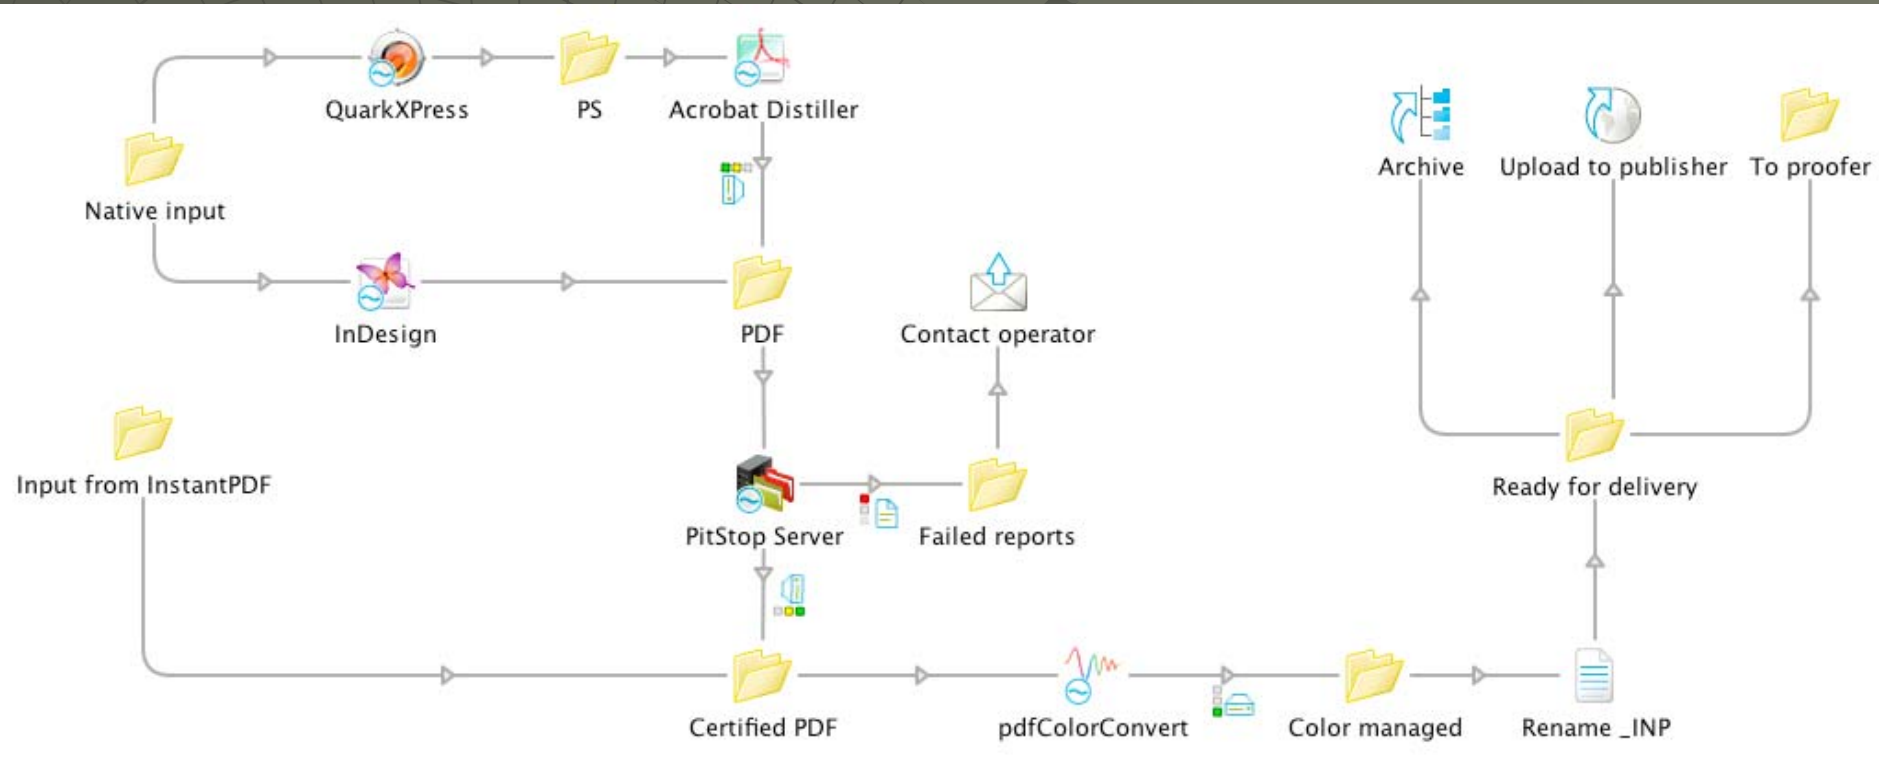 QuarkXPress
PS
Acrobat Distiller
Archive
Upload to publisher
To proofer
Native input
InDesign
PDF
Contact operator
Input from InstantPDF
Ready for delivery
PitStop Server
Failed reports
Certified PDF
pdfColorConvert
Color managed
Rename _INP